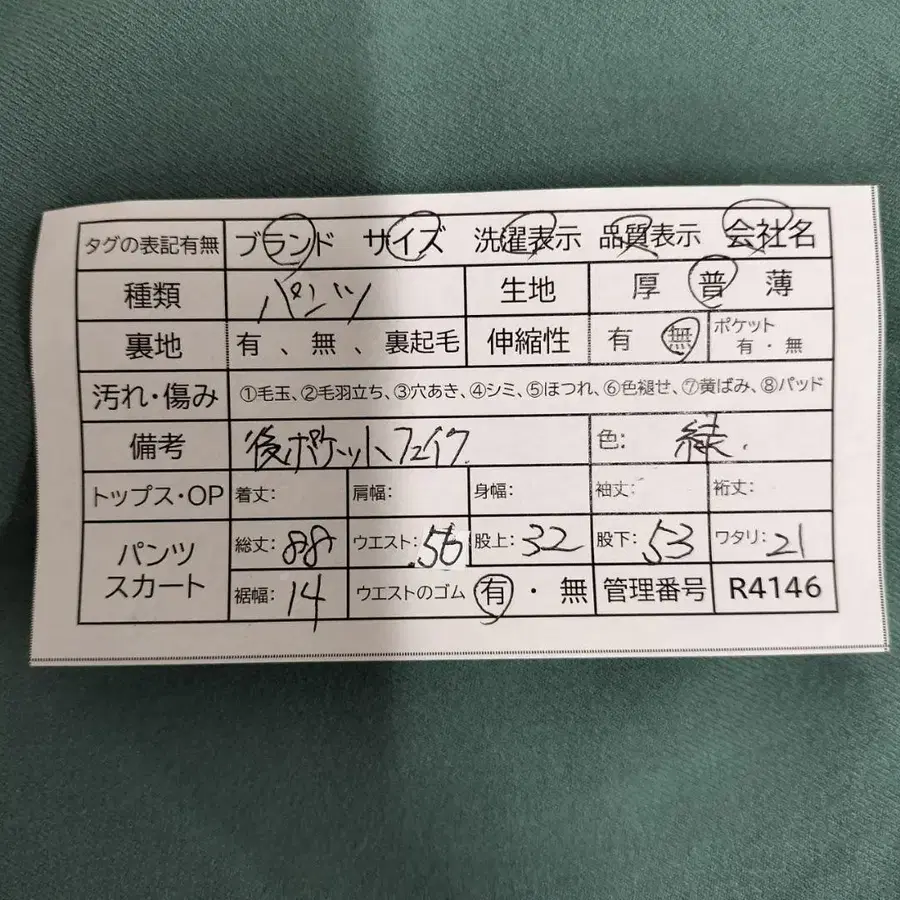 タグの表記有無 ブランド サイズ 洗濯表示 品質表示 会社名
種類 パンツ 生地 厚 普 薄
裏地 有 、 無 、 裏起毛 伸縮性 有 無 ポケット 有 ・ 無
汚れ・傷み ①毛玉、②毛羽立ち、③穴あき、④シミ、⑤ほつれ、⑥色褪せ、⑦黄ばみ、⑧パッド
備考 後ポケット、フェイク. 色: 緑.
トップス・OP 着丈: 肩幅: 身幅: 袖丈: 裄丈:
パンツ スカート 総丈: 88 ウエスト: .56 股上: 32 股下: 53 ワタリ: 21
裾幅: 14 ウエストのゴム 有 ・ 無 管理番号 R4146